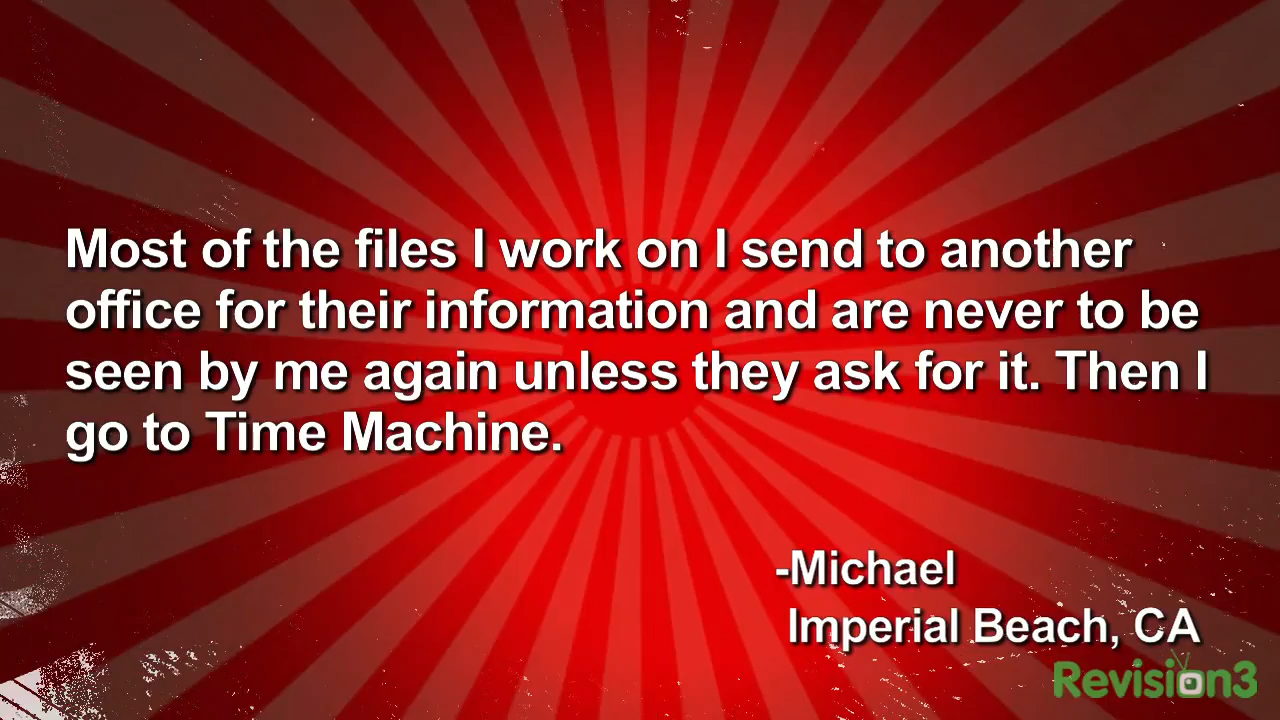 Most of the files I work on I send to another
office for their information and are never to be
seen by me again unless they ask for it. Then I
go to Time Machine.
-Michael
Imperial Beach, CA
Revision3